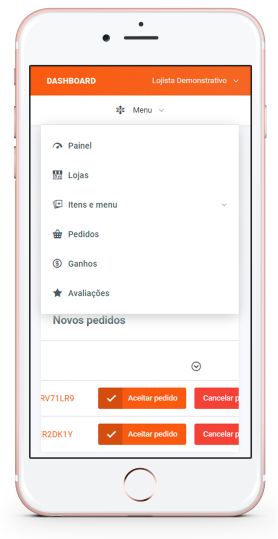 DASHBOARD
Lojista Demonstrativo
Menu
Painel
Lojas
Itens e menu
Pedidos
Ganhos
Avaliações
Novos pedidos
RV71LR9 Aceitar pedido Cancelar p
R2DK1Y Aceitar pedido Cancelar p